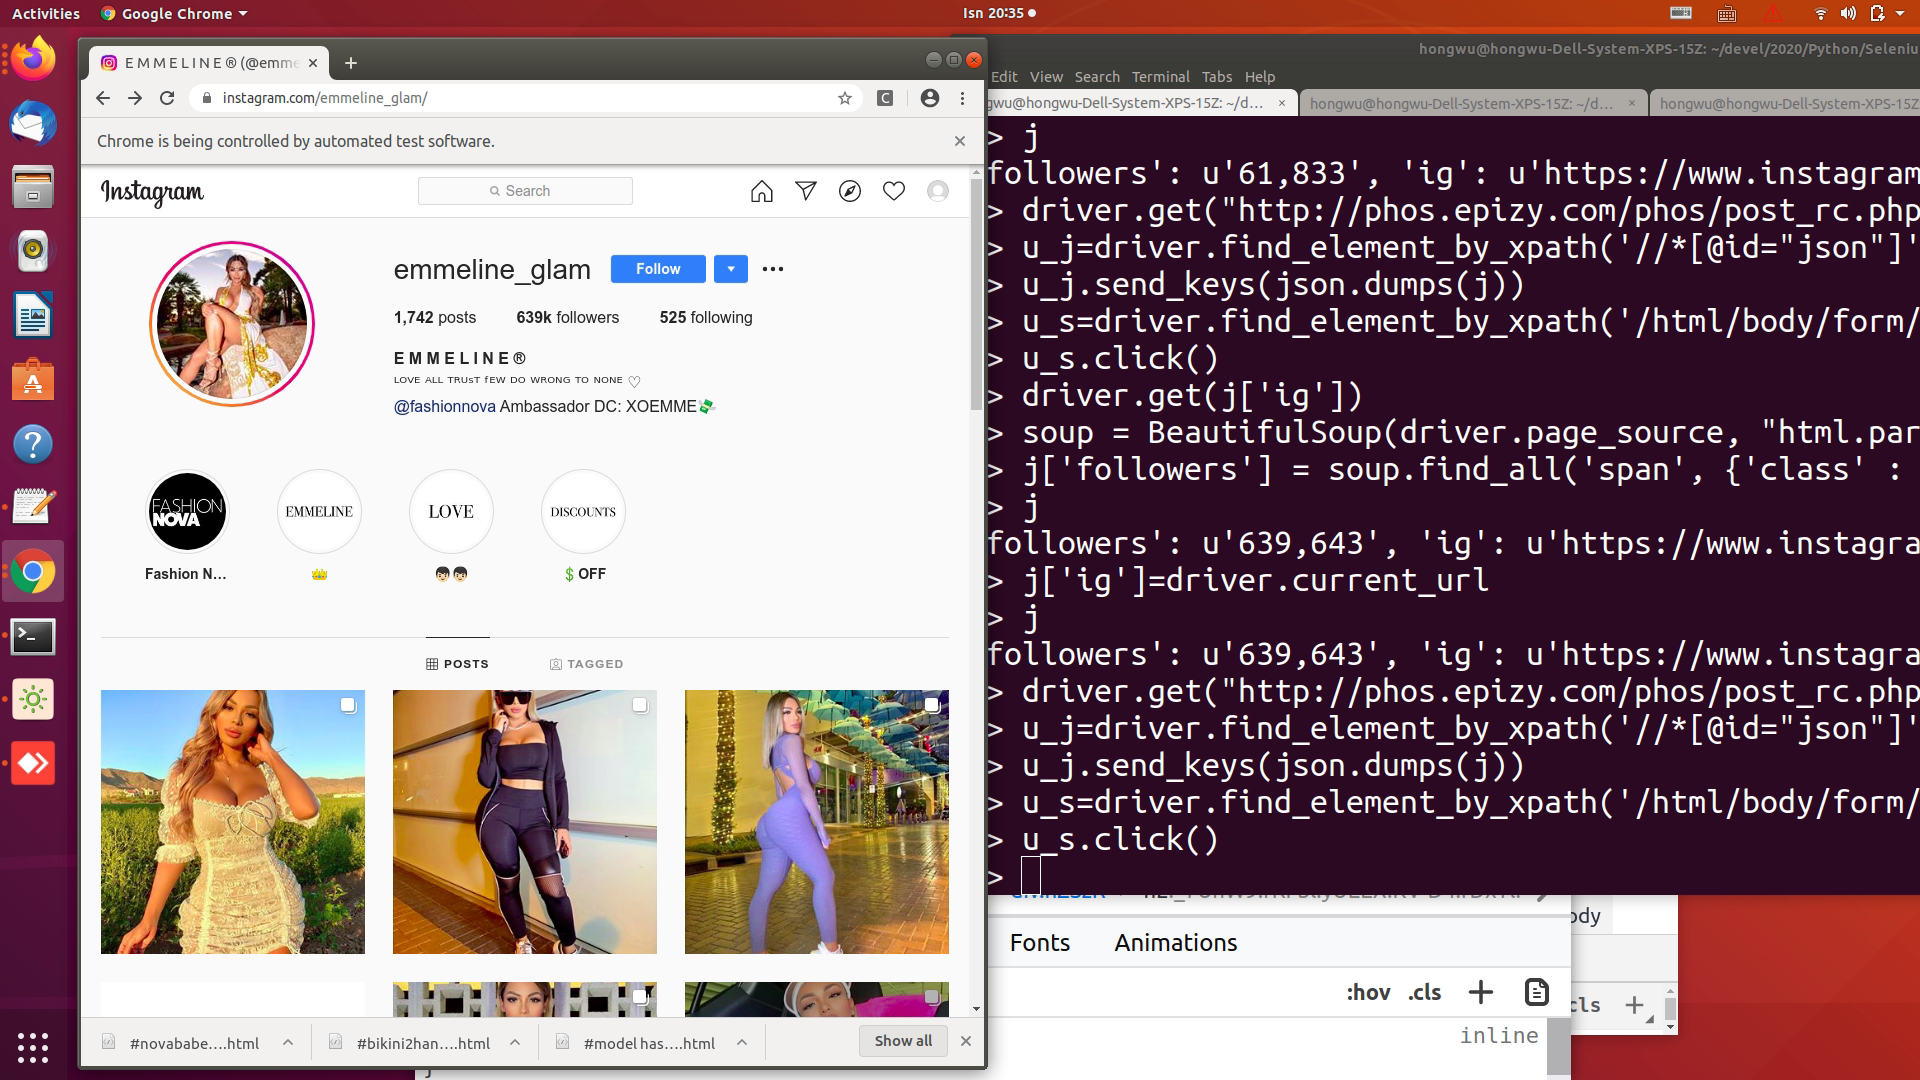 Activities
Google Chrome
Isn 20:35
E M M E L I N E ® (@emme
instagram.com/emmeline_glam/
Chrome is being controlled by automated test software.
Instagram
Search
emmeline_glam
Follow
1,742 posts
639k followers
525 following
E M M E L I N E ®
LOVE ALL TRUST FEW DO WRONG TO NONE ♡
@fashionnova Ambassador DC: XOEMME💸
FASHION
NOVA
EMMELINE
LOVE
DISCOUNTS
Fashion N...
👑
💲OFF
POSTS
TAGGED
#novababe....html
#bikini2han....html
#model has....html
Show all
hongwu@hongwu-Dell-System-XPS-15Z: ~/devel/2020/Python/Seleniu
Edit View Search Terminal Tabs Help
gwu@hongwu-Dell-System-XPS-15Z: ~/d...
hongwu@hongwu-Dell-System-XPS-15Z: ~/d...
hongwu@hongwu-Dell-System-XPS-15Z
> j
followers': u'61,833', 'ig': u'https://www.instagram
> driver.get("http://phos.epizy.com/phos/post_rc.php
> u_j=driver.find_element_by_xpath('//*[@id="json"]'
> u_j.send_keys(json.dumps(j))
> u_s=driver.find_element_by_xpath('/html/body/form/
> u_s.click()
> driver.get(j['ig'])
> soup = BeautifulSoup(driver.page_source, "html.par
> j['followers'] = soup.find_all('span', {'class' :
> j
followers': u'639,643', 'ig': u'https://www.instagra
> j['ig']=driver.current_url
> j
followers': u'639,643', 'ig': u'https://www.instagra
> driver.get("http://phos.epizy.com/phos/post_rc.php
> u_j=driver.find_element_by_xpath('//*[@id="json"]'
> u_j.send_keys(json.dumps(j))
> u_s=driver.find_element_by_xpath('/html/body/form/
> u_s.click()
>
ody
Fonts
Animations
:hov .cls
cls
inline